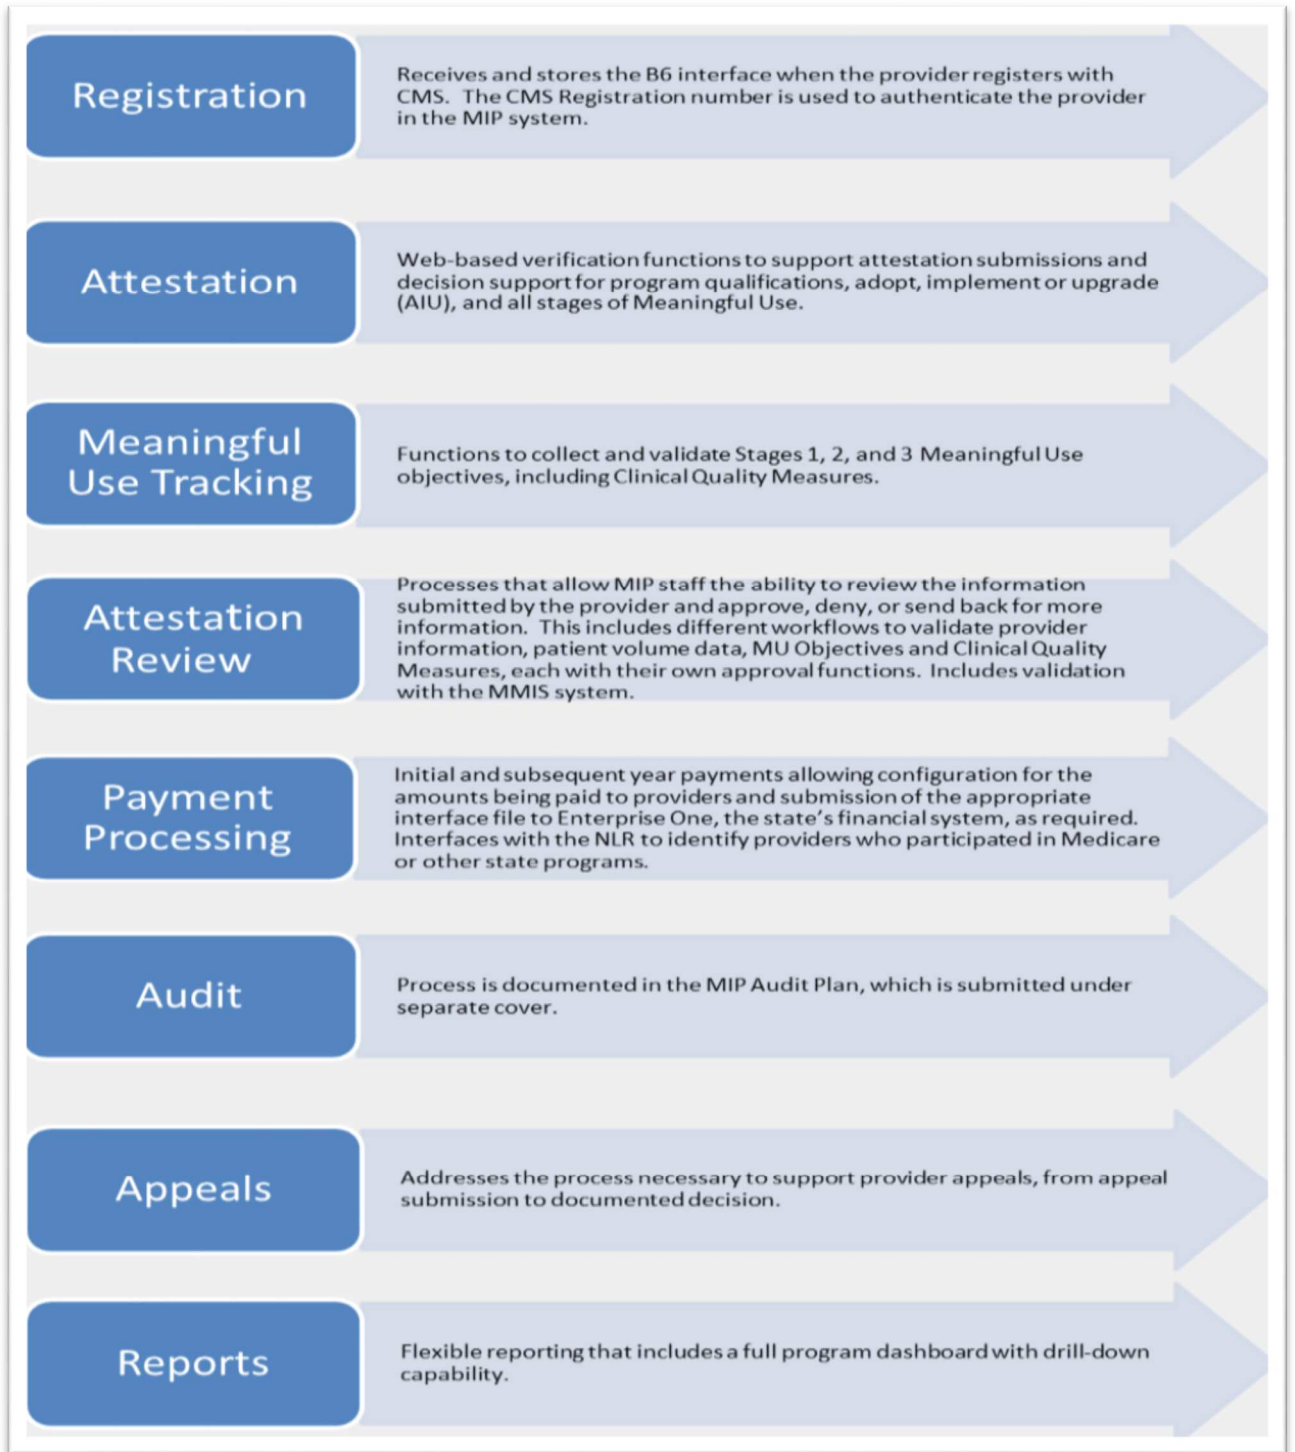 Registration
Receives and stores the B6 interface when the provider registers with
CMS.  The CMS Registration number is used to authenticate the provider
in the MIP system.
Attestation
Web-based verification functions to support attestation submissions and
decision support for program qualifications, adopt, implement or upgrade
(AIU), and all stages of Meaningful Use.
Meaningful
Use Tracking
Functions to collect and validate Stages 1, 2, and 3 Meaningful Use
objectives, including Clinical Quality Measures.
Attestation
Review
Processes that allow MIP staff the ability to review the information
submitted by the provider and approve, deny, or send back for more
information.  This includes different workflows to validate provider
information, patient volume data, MU Objectives and Clinical Quality
Measures, each with their own approval functions.  Includes validation
with the MMIS system.
Payment
Processing
Initial and subsequent year payments allowing configuration for the
amounts being paid to providers and submission of the appropriate
interface file to Enterprise One, the state’s financial system, as required.
Interfaces with the NLR to identify providers who participated in Medicare
or other state programs.
Audit
Process is documented in the MIP Audit Plan, which is submitted under
separate cover.
Appeals
Addresses the process necessary to support provider appeals, from appeal
submission to documented decision.
Reports
Flexible reporting that includes a full program dashboard with drill-down
capability.